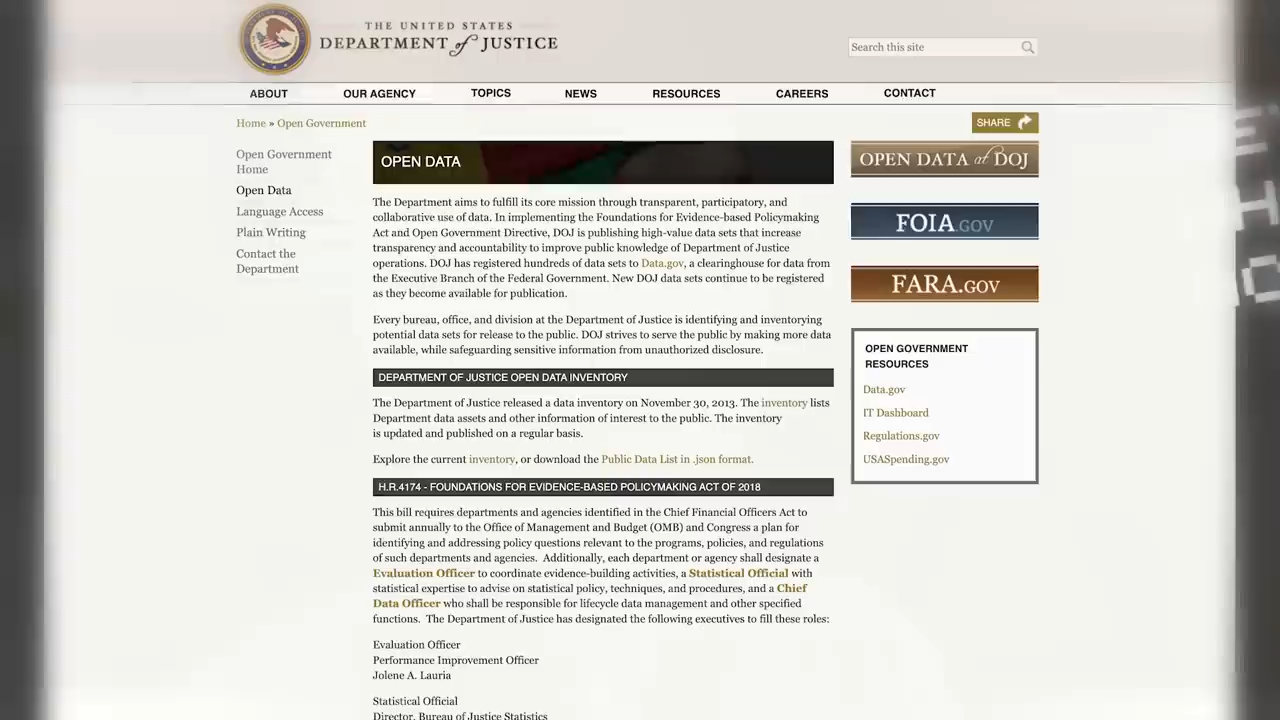 THE UNITED STATES
DEPARTMENT of JUSTICE
Search this site
ABOUT
OUR AGENCY
TOPICS
NEWS
RESOURCES
CAREERS
CONTACT
Home » Open Government
SHARE
Open Government
Home
Open Data
Language Access
Plain Writing
Contact the
Department
OPEN DATA
The Department aims to fulfill its core mission through transparent, participatory, and
collaborative use of data. In implementing the Foundations for Evidence-based Policymaking
Act and Open Government Directive, DOJ is publishing high-value data sets that increase
transparency and accountability to improve public knowledge of Department of Justice
operations. DOJ has registered hundreds of data sets to Data.gov, a clearinghouse for data from
the Executive Branch of the Federal Government. New DOJ data sets continue to be registered
as they become available for publication.
Every bureau, office, and division at the Department of Justice is identifying and inventorying
potential data sets for release to the public. DOJ strives to serve the public by making more data
available, while safeguarding sensitive information from unauthorized disclosure.
DEPARTMENT OF JUSTICE OPEN DATA INVENTORY
The Department of Justice released a data inventory on November 30, 2013. The inventory lists
Department data assets and other information of interest to the public. The inventory
is updated and published on a regular basis.
Explore the current inventory, or download the Public Data List in .json format.
H.R.4174 - FOUNDATIONS FOR EVIDENCE-BASED POLICYMAKING ACT OF 2018
This bill requires departments and agencies identified in the Chief Financial Officers Act to
submit annually to the Office of Management and Budget (OMB) and Congress a plan for
identifying and addressing policy questions relevant to the programs, policies, and regulations
of such departments and agencies. Additionally, each department or agency shall designate a
Evaluation Officer to coordinate evidence-building activities, a Statistical Official with
statistical expertise to advise on statistical policy, techniques, and procedures, and a Chief
Data Officer who shall be responsible for lifecycle data management and other specified
functions. The Department of Justice has designated the following executives to fill these roles:
Evaluation Officer
Performance Improvement Officer
Jolene A. Lauria
Statistical Official
Director, Bureau of Justice Statistics
OPEN DATA at DOJ
FOIA.GOV
FARA.GOV
OPEN GOVERNMENT
RESOURCES
Data.gov
IT Dashboard
Regulations.gov
USASpending.gov